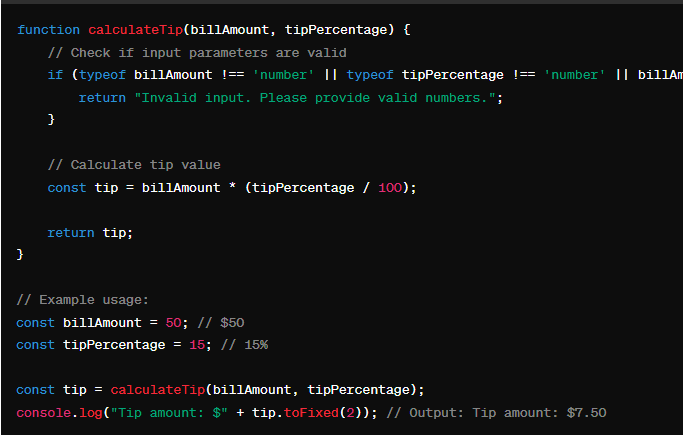 function calculateTip(billAmount, tipPercentage) {
    // Check if input parameters are valid
    if (typeof billAmount !== 'number' || typeof tipPercentage !== 'number' || billAm
        return "Invalid input. Please provide valid numbers.";
    }

    // Calculate tip value
    const tip = billAmount * (tipPercentage / 100);

    return tip;
}

// Example usage:
const billAmount = 50; // $50
const tipPercentage = 15; // 15%

const tip = calculateTip(billAmount, tipPercentage);
console.log("Tip amount: $" + tip.toFixed(2)); // Output: Tip amount: $7.50